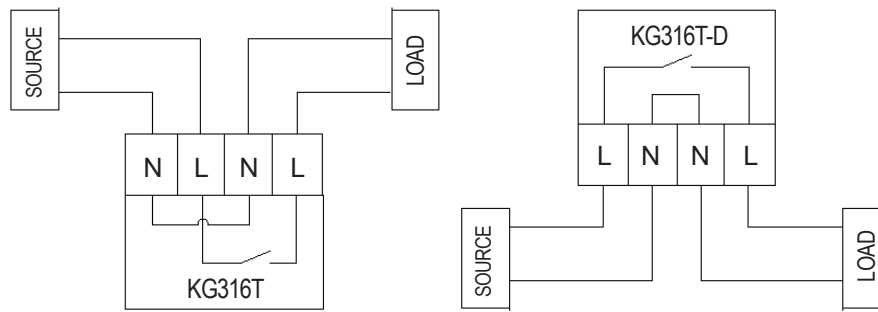 SOURCE
LOAD
N L N L
KG316T
KG316T-D
L N N L
SOURCE
LOAD